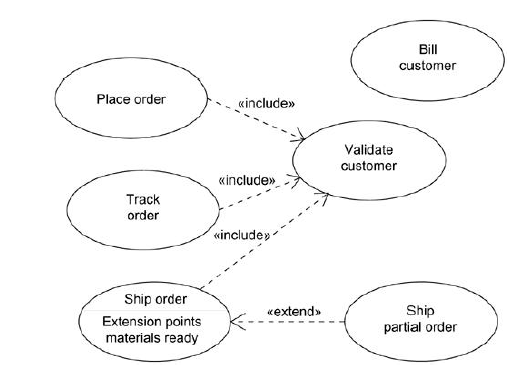 Bill
customer
Place order
«include»
Validate
customer
«include»
Track
order
«include»
Ship order
Extension points
materials ready
«extend»
Ship
partial order